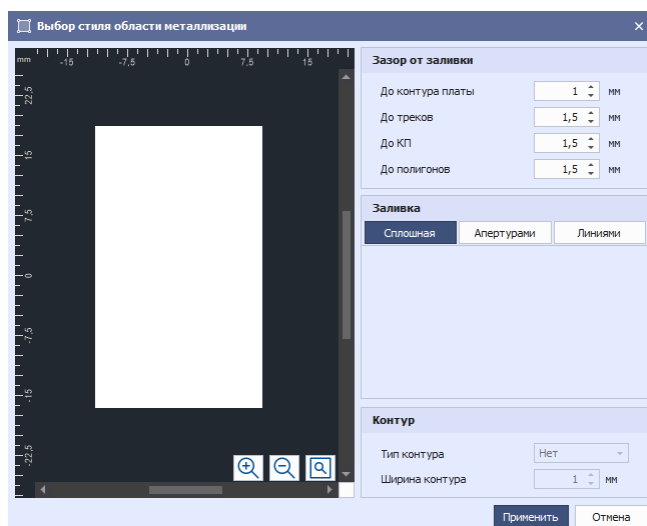 Выбор стиля области металлизации
mm
-15 -7,5 0 7,5 15
22,5
15
7,5
0
-7,5
-15
-22,5
Зазор от заливки
До контура платы 1 мм
До треков 1,5 мм
До КП 1,5 мм
До полигонов 1,5 мм
Заливка
Сплошная Апертурами Линиями
Контур
Тип контура Нет
Ширина контура 1 мм
Применить Отмена